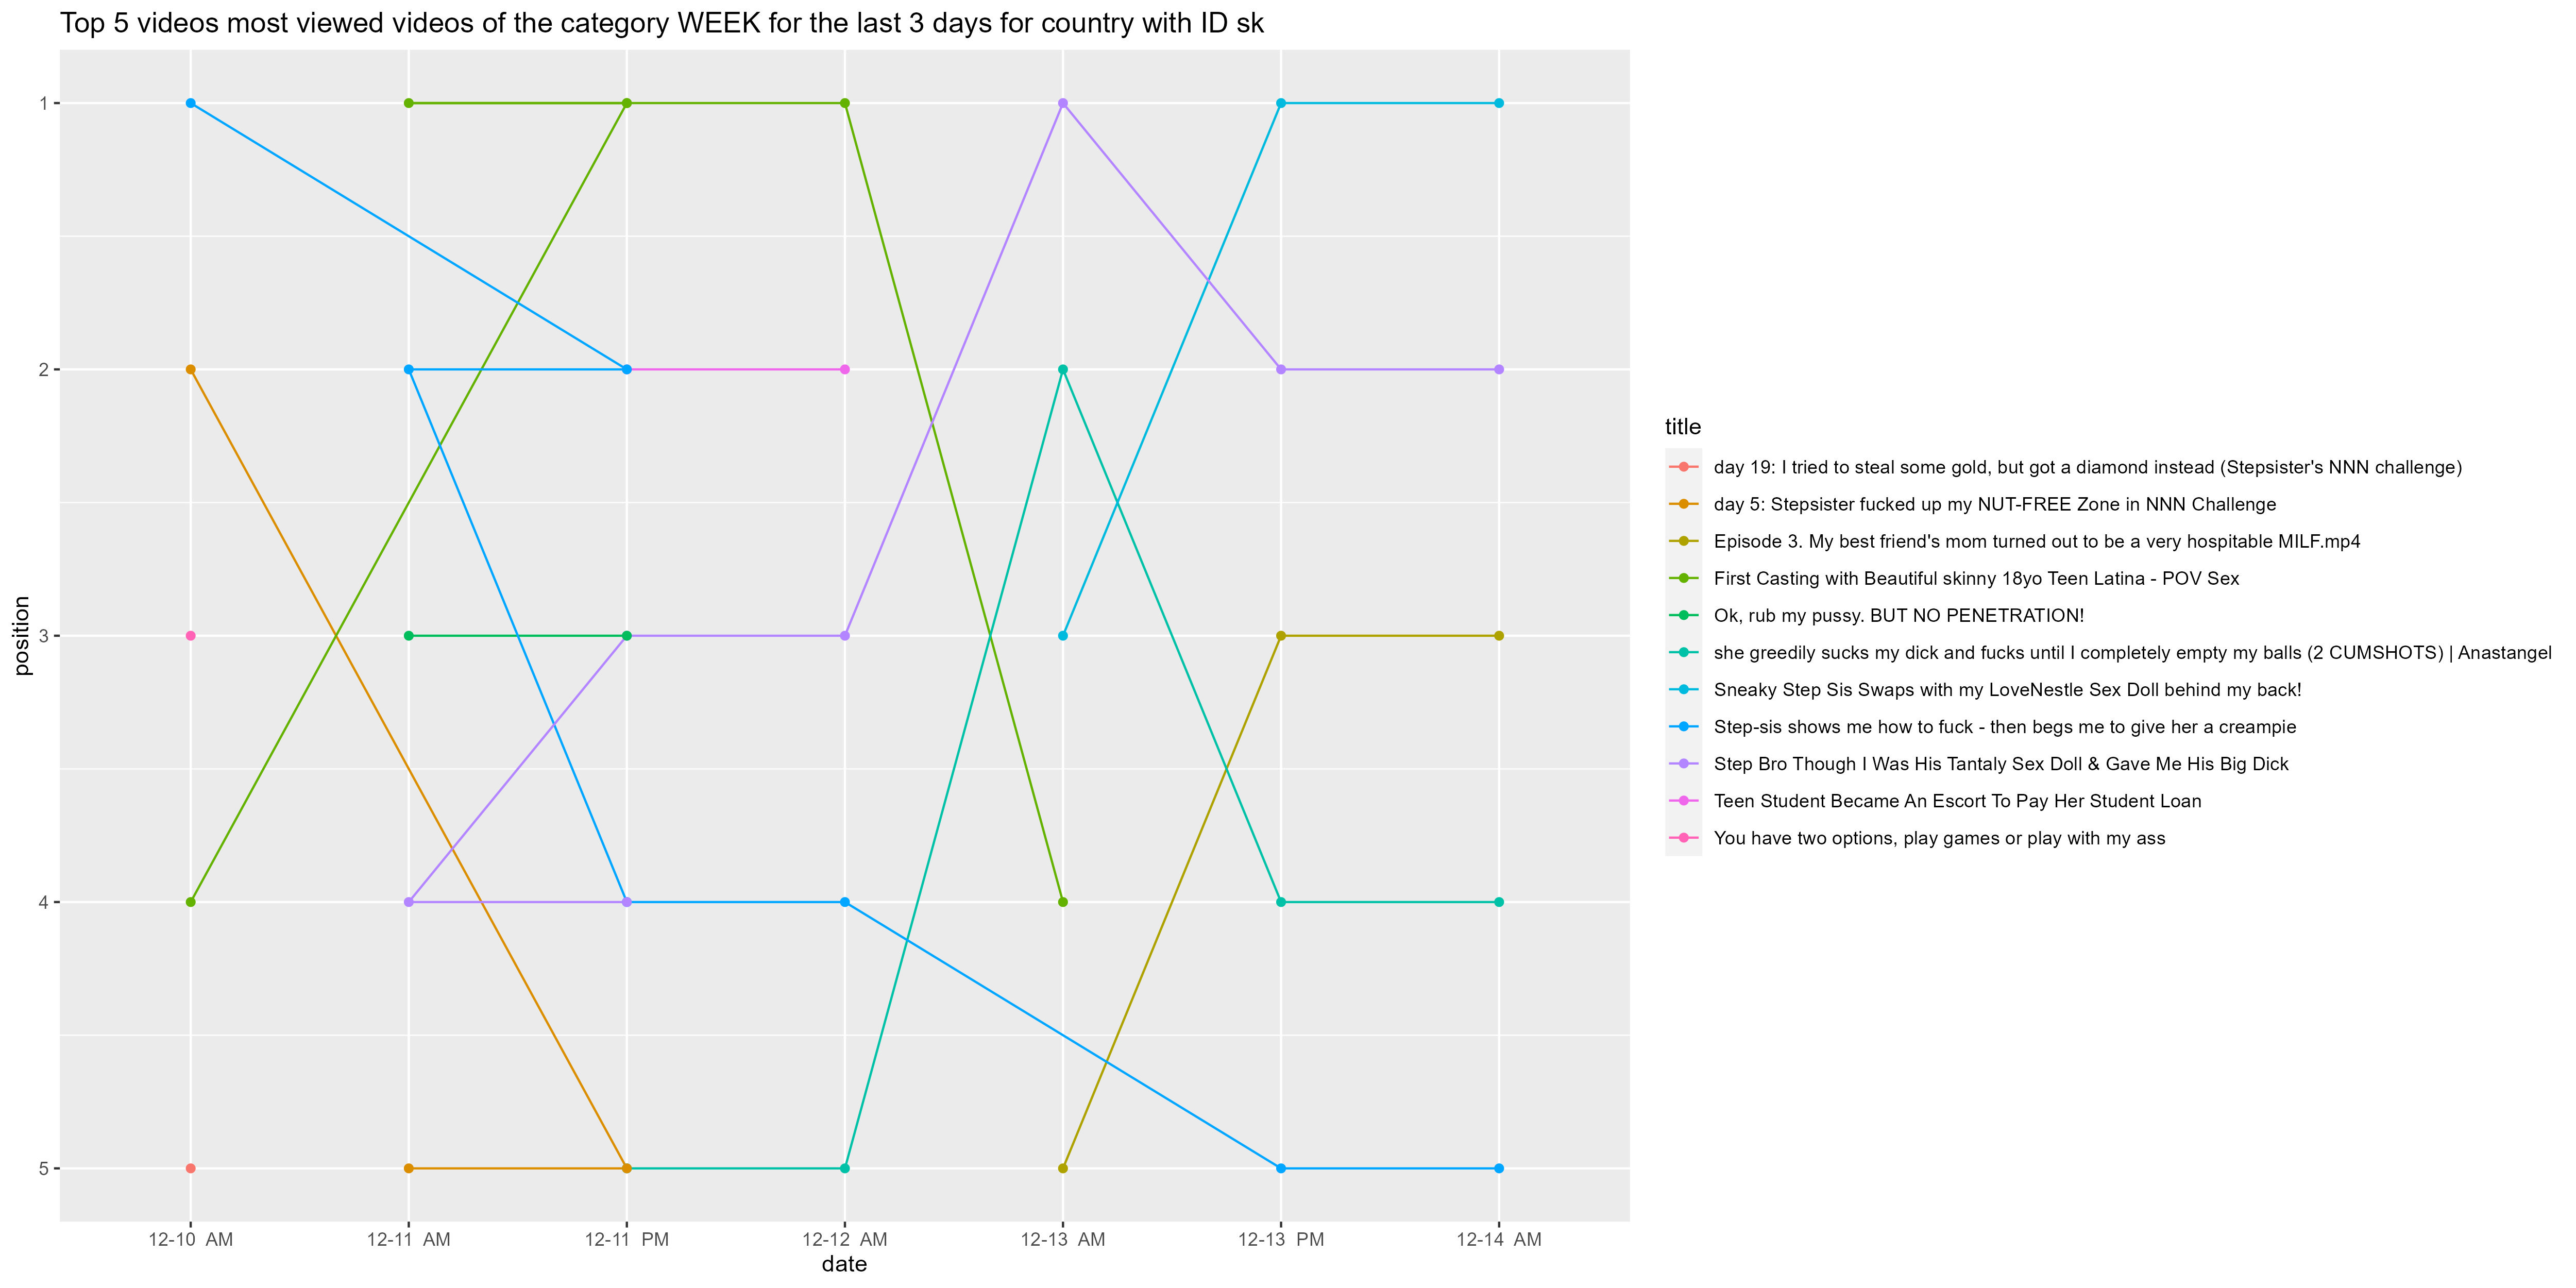 Top 5 videos most viewed videos of the category WEEK for the last 3 days for country with ID sk
position
1
2
3
4
5
12-10 AM
12-11 AM
12-11 PM
12-12 AM
12-13 AM
12-13 PM
12-14 AM
date
title
day 19: I tried to steal some gold, but got a diamond instead (Stepsister's NNN challenge)
day 5: Stepsister fucked up my NUT-FREE Zone in NNN Challenge
Episode 3. My best friend's mom turned out to be a very hospitable MILF.mp4
First Casting with Beautiful skinny 18yo Teen Latina - POV Sex
Ok, rub my pussy. BUT NO PENETRATION!
she greedily sucks my dick and fucks until I completely empty my balls (2 CUMSHOTS) | Anastangel
Sneaky Step Sis Swaps with my LoveNestle Sex Doll behind my back!
Step-sis shows me how to fuck - then begs me to give her a creampie
Step Bro Though I Was His Tantaly Sex Doll & Gave Me His Big Dick
Teen Student Became An Escort To Pay Her Student Loan
You have two options, play games or play with my ass